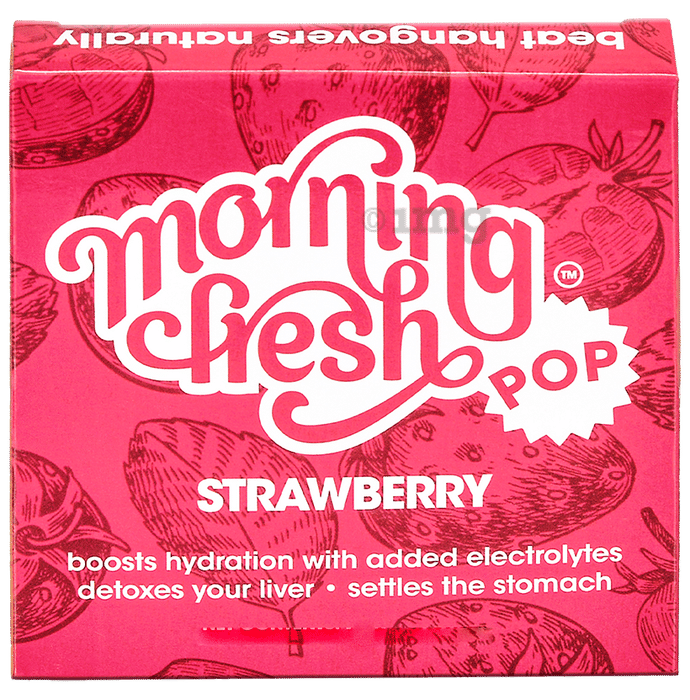 beat hangovers naturally
morning
fresh
TM
POP
STRAWBERRY
boosts hydration with added electrolytes
detoxes your liver • settles the stomach
1mg